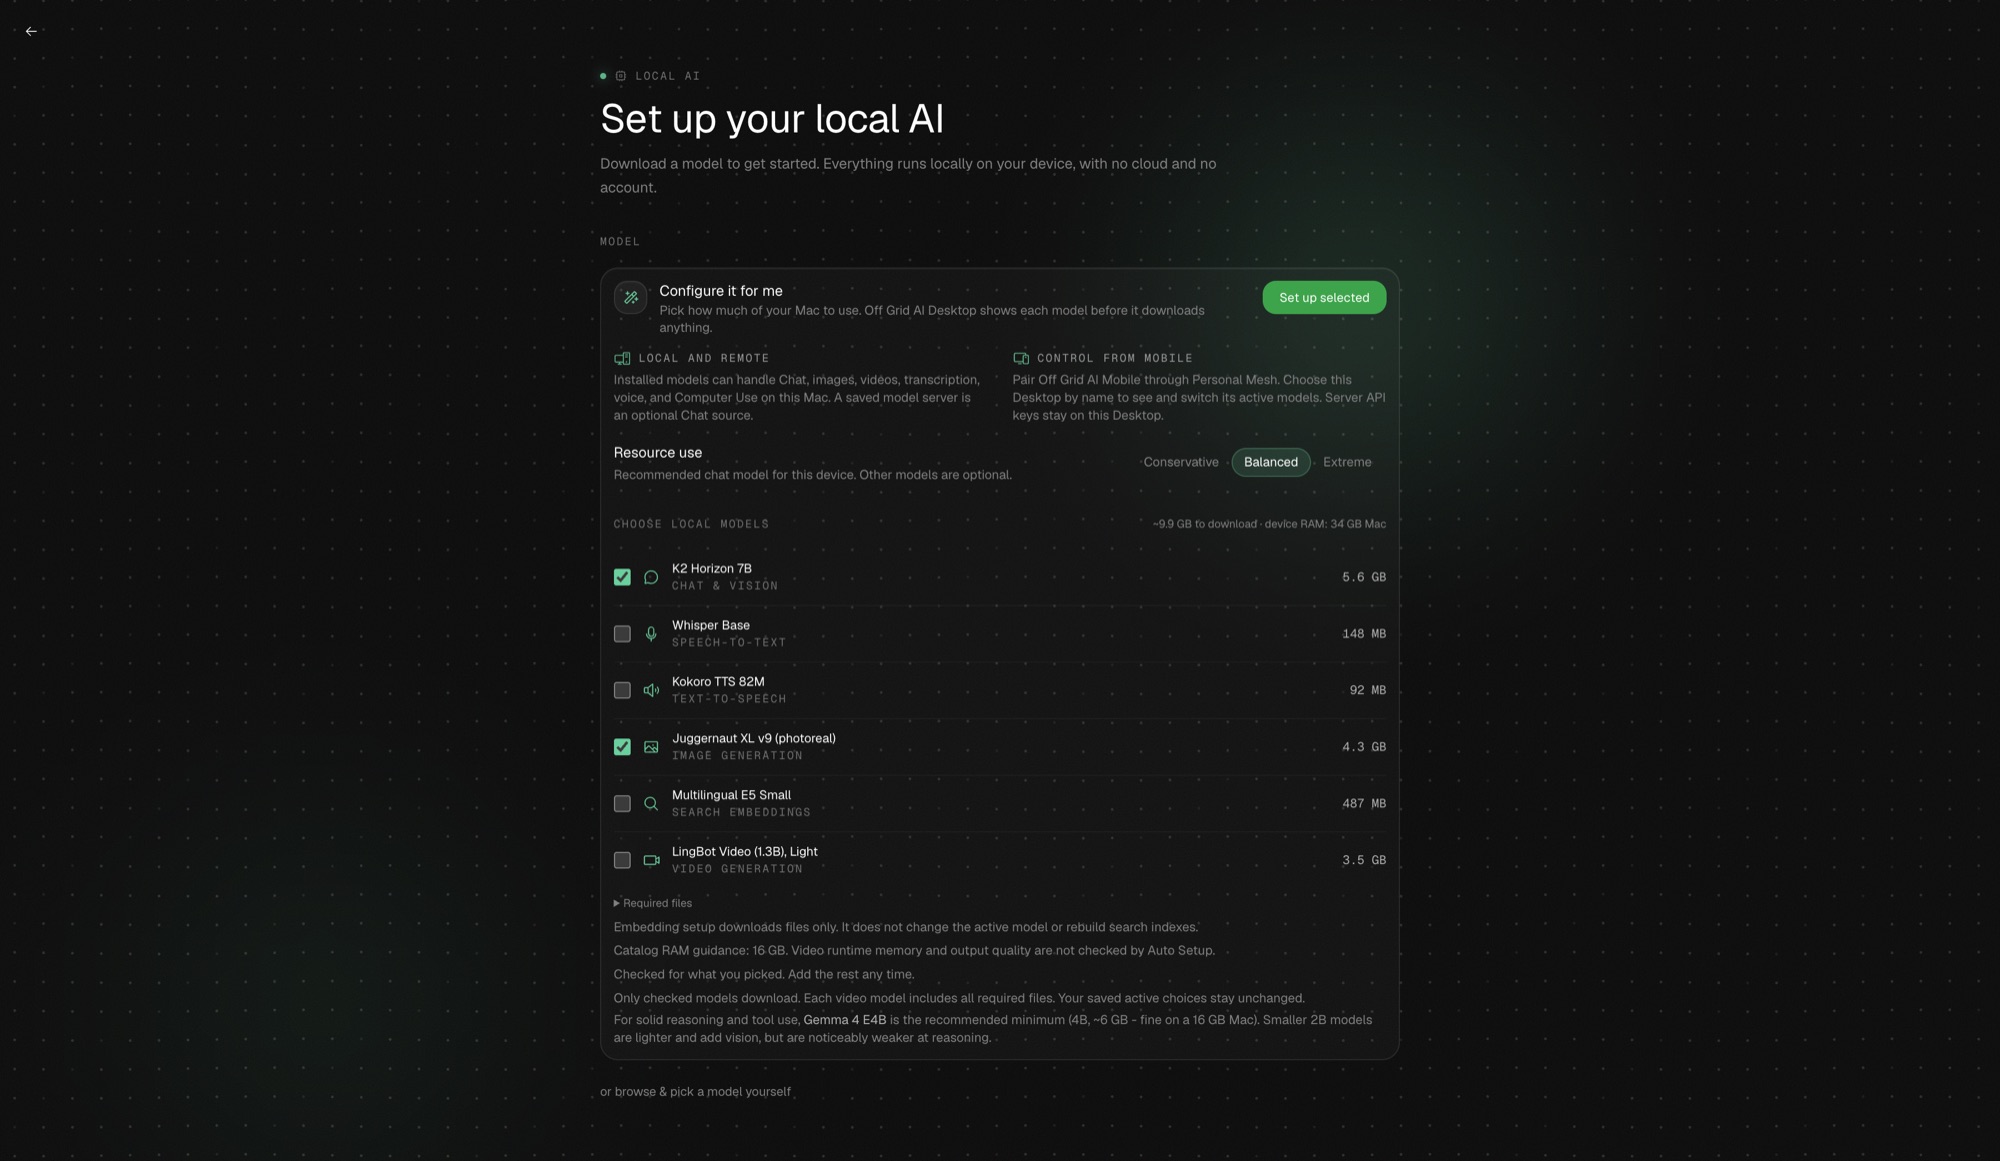 LOCAL AI
Set up your local AI
Download a model to get started. Everything runs locally on your device, with no cloud and no
account.
MODEL
Configure it for me
Pick how much of your Mac to use. Off Grid AI Desktop shows each model before it downloads
anything.
Set up selected
LOCAL AND REMOTE
Installed models can handle Chat, images, videos, transcription,
voice, and Computer Use on this Mac. A saved model server is
an optional Chat source.
CONTROL FROM MOBILE
Pair Off Grid AI Mobile through Personal Mesh. Choose this
Desktop by name to see and switch its active models. Server API
keys stay on this Desktop.
Resource use
Recommended chat model for this device. Other models are optional.
Conservative Balanced Extreme
CHOOSE LOCAL MODELS
~9.9 GB to download · device RAM: 34 GB Mac
K2 Horizon 7B
CHAT & VISION
5.6 GB
Whisper Base
SPEECH-TO-TEXT
148 MB
Kokoro TTS 82M
TEXT-TO-SPEECH
92 MB
Juggernaut XL v9 (photoreal)
IMAGE GENERATION
4.3 GB
Multilingual E5 Small
SEARCH EMBEDDINGS
487 MB
LingBot Video (1.3B), Light
VIDEO GENERATION
3.5 GB
Required files
Embedding setup downloads files only. It does not change the active model or rebuild search indexes.
Catalog RAM guidance: 16 GB. Video runtime memory and output quality are not checked by Auto Setup.
Checked for what you picked. Add the rest any time.
Only checked models download. Each video model includes all required files. Your saved active choices stay unchanged.
For solid reasoning and tool use, Gemma 4 E4B is the recommended minimum (4B, ~6 GB - fine on a 16 GB Mac). Smaller 2B models
are lighter and add vision, but are noticeably weaker at reasoning.
or browse & pick a model yourself